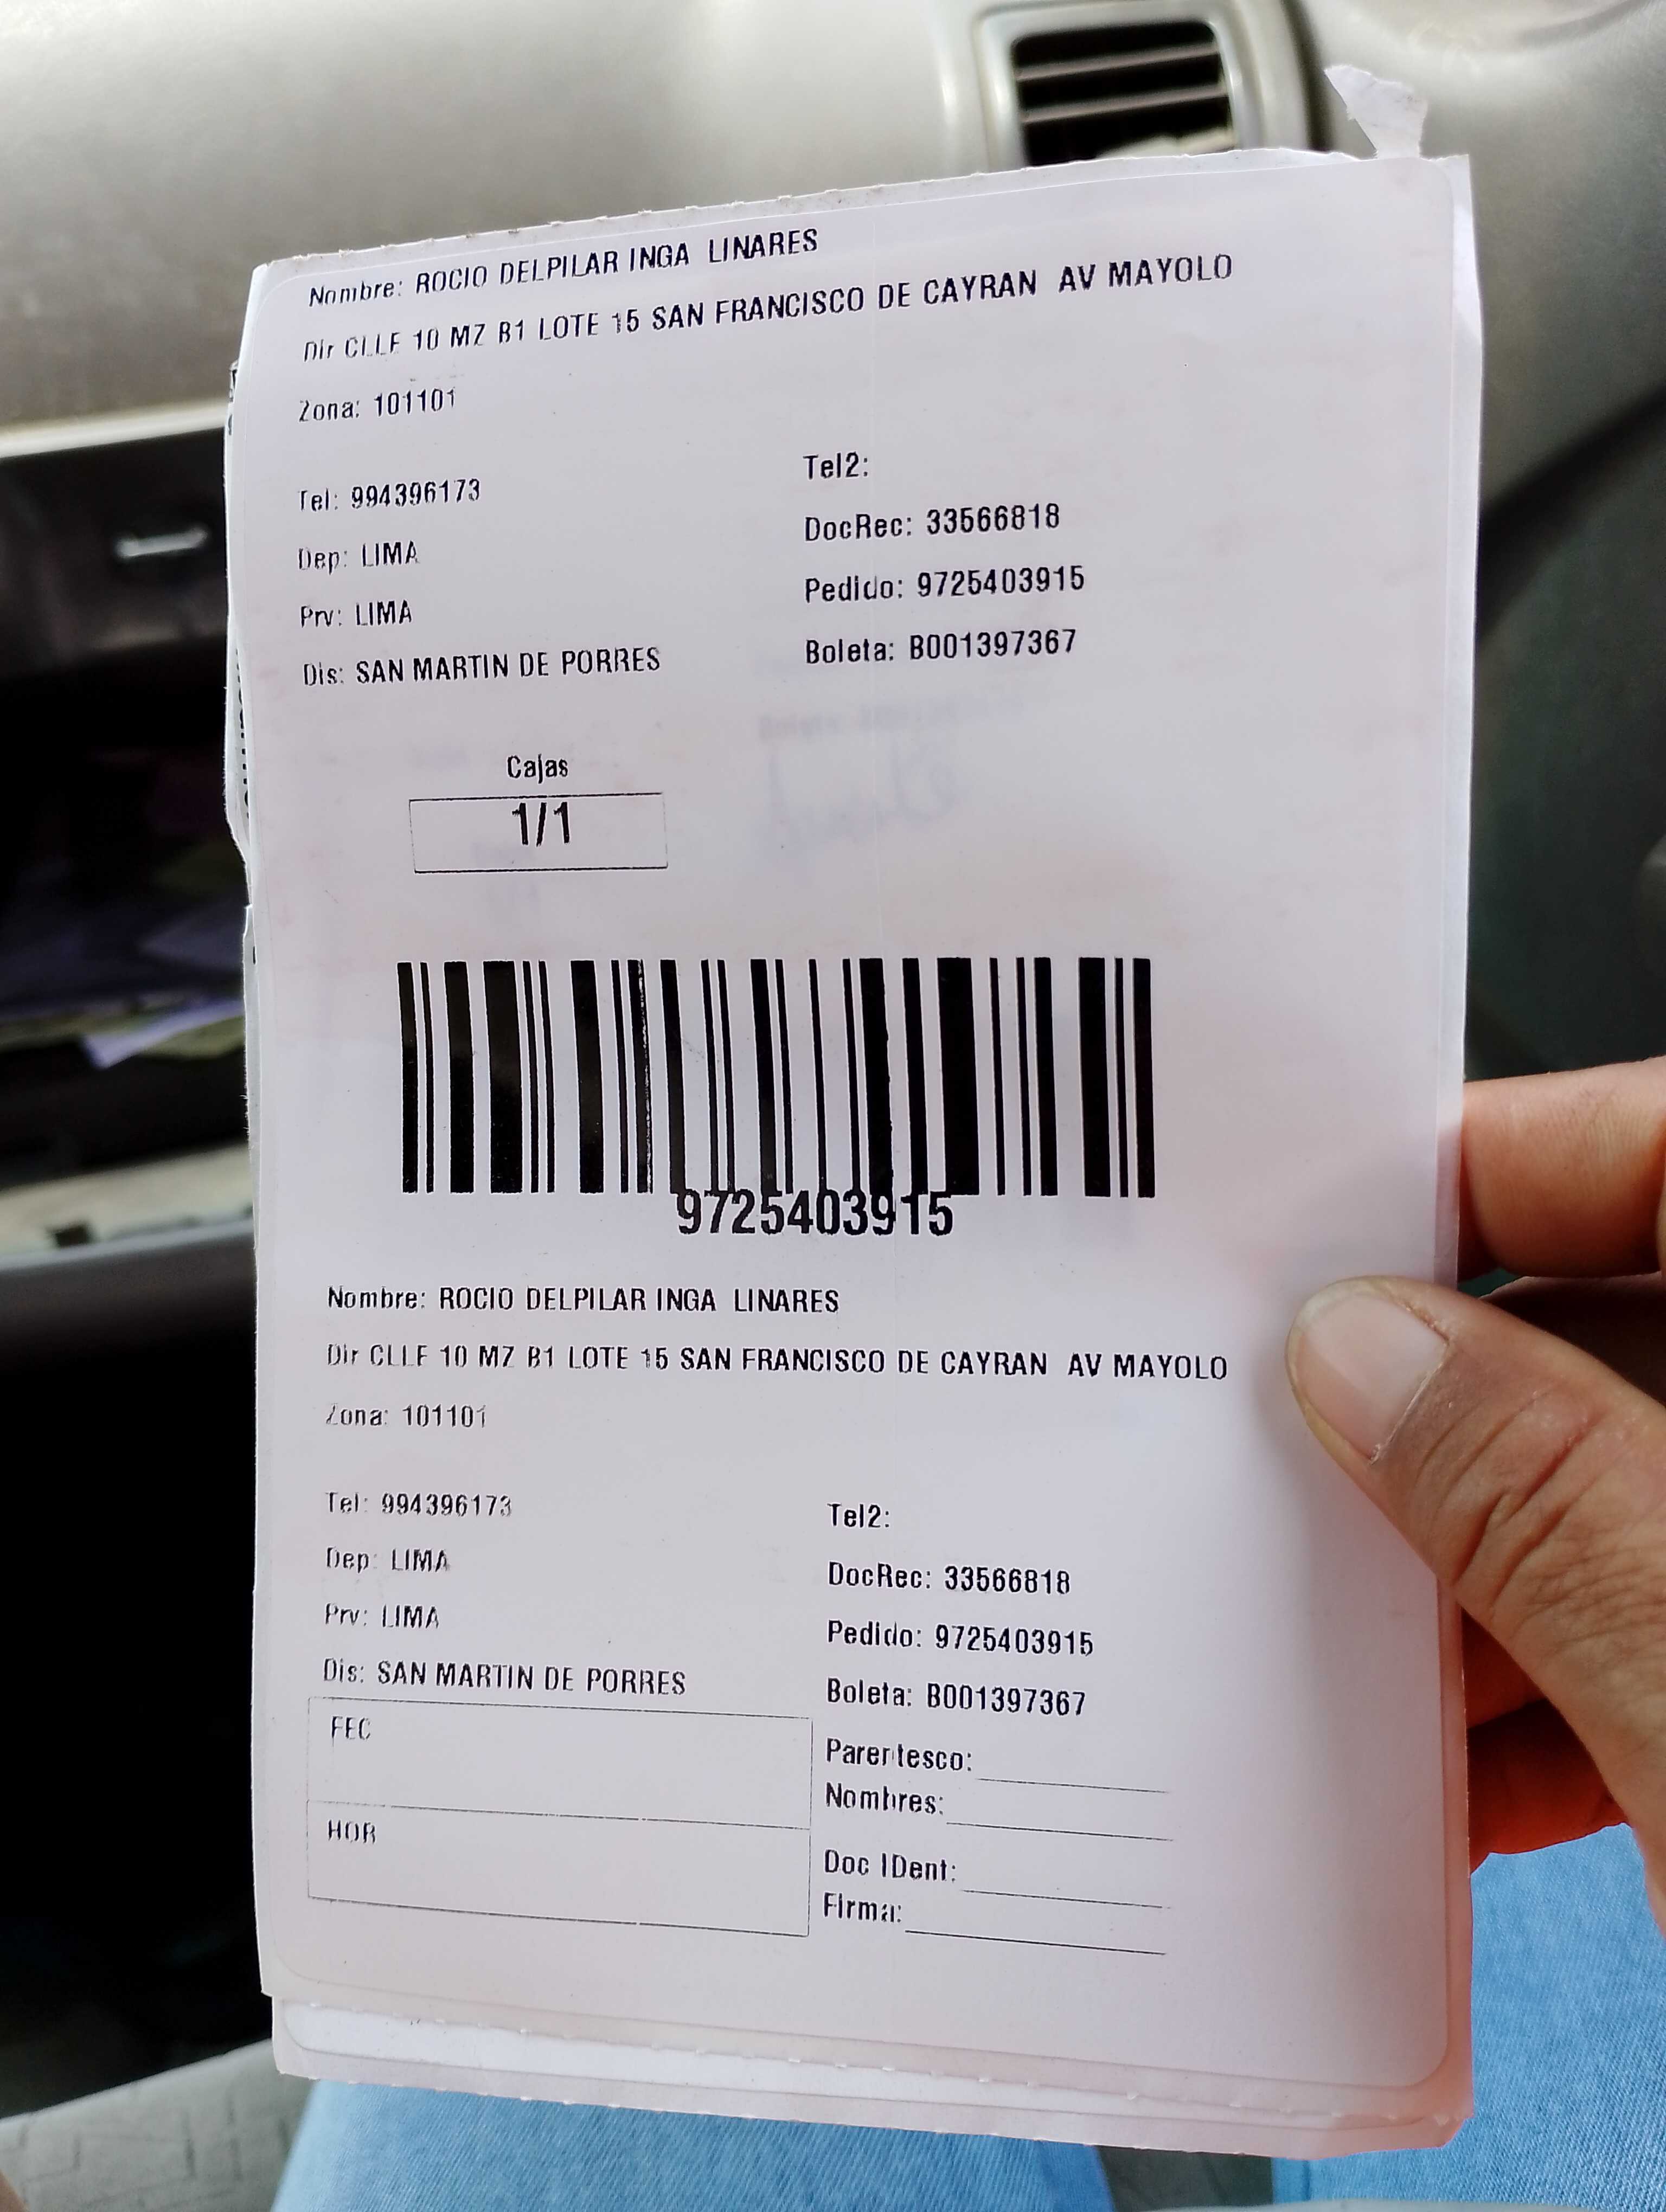 Nombre: ROCIO DELPILAR INGA LINARES
Dir CLLE 10 MZ B1 LOTE 15 SAN FRANCISCO DE CAYRAN AV MAYOLO
Zona: 101101
Tel: 994396173
Tel2:
Dep: LIMA
DocRec: 33566818
Prv: LIMA
Pedido: 9725403915
Dis: SAN MARTIN DE PORRES
Boleta: B001397367
Cajas
1/1
9725403915
Nombre: ROCIO DELPILAR INGA LINARES
Dir CLLE 10 MZ B1 LOTE 15 SAN FRANCISCO DE CAYRAN AV MAYOLO
Zona: 101101
Tel: 994396173
Tel2:
Dep: LIMA
DocRec: 33566818
Prv: LIMA
Pedido: 9725403915
Dis: SAN MARTIN DE PORRES
Boleta: B001397367
FEC
Parentesco:
Nombres:
HOR
Doc IDent:
Firma: